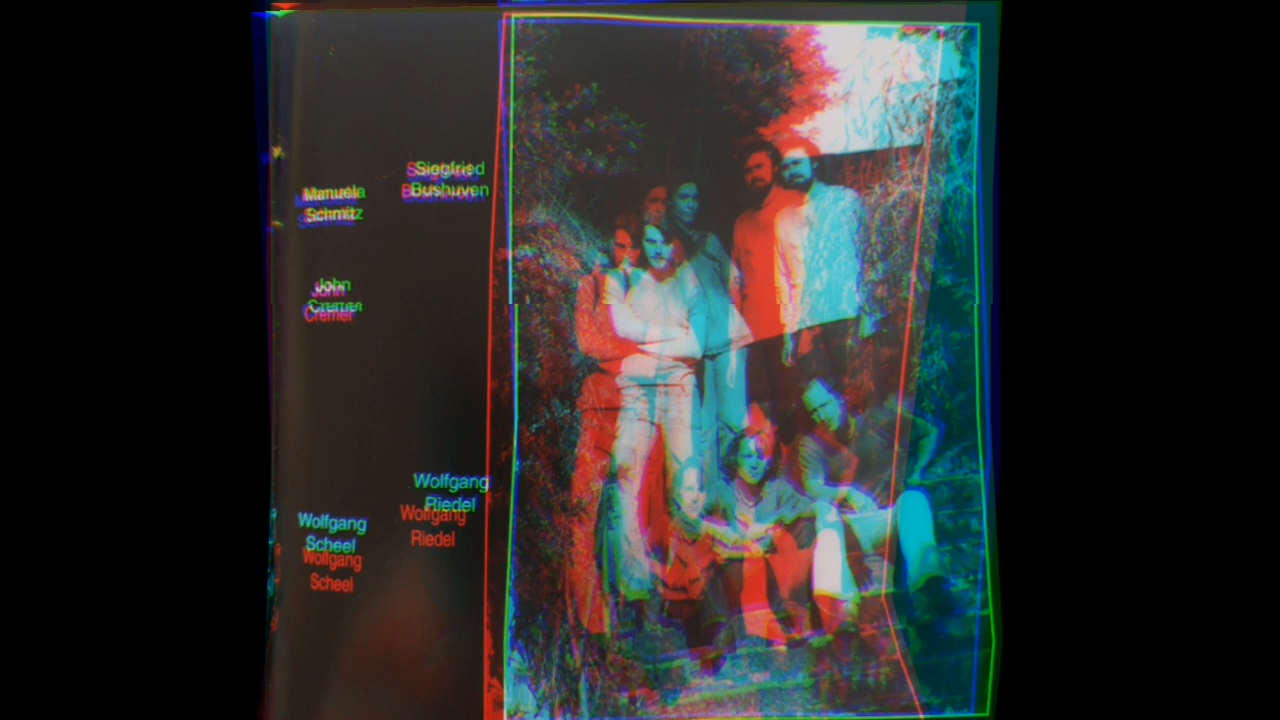 Siegfried
Bushuven
Manuela
Schmitz
John
Cremer
Wolfgang
Riedel
Wolfgang
Scheel